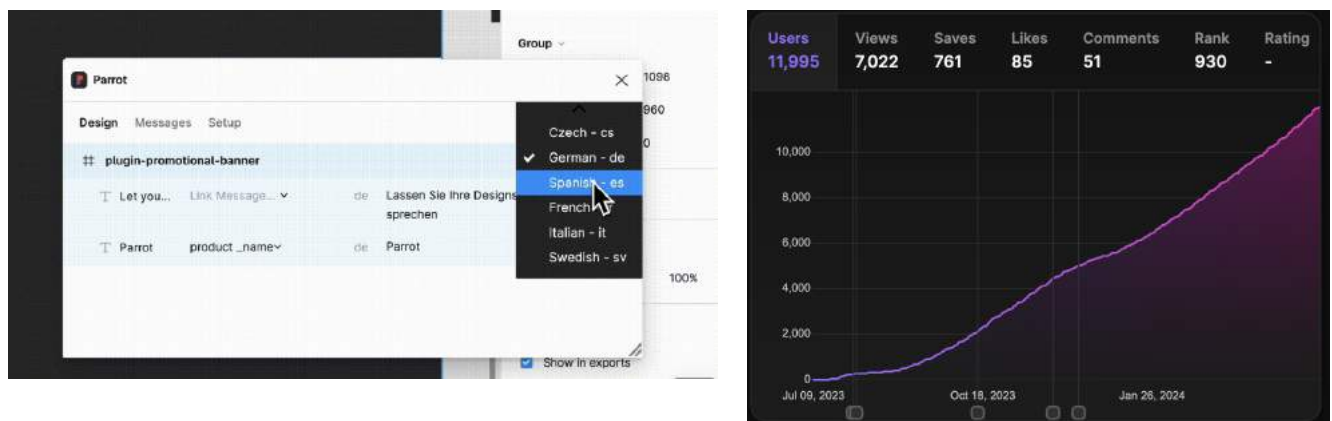 Group
Parrot
1096
960
0
Design Messages Setup
plugin-promotional-banner
T Let you... Link Message... de Lassen Sie Ihre Designs
sprechen
T Parrot product _name de Parrot
Czech - cs
German - de
Spanish - es
French
Italian - it
Swedish - sv
100%
Show in exports
Users Views Saves Likes Comments Rank Rating
11,995 7,022 761 85 51 930 -
10,000
8,000
6,000
4,000
2,000
0
Jul 09, 2023 Oct 18, 2023 Jan 26, 2024